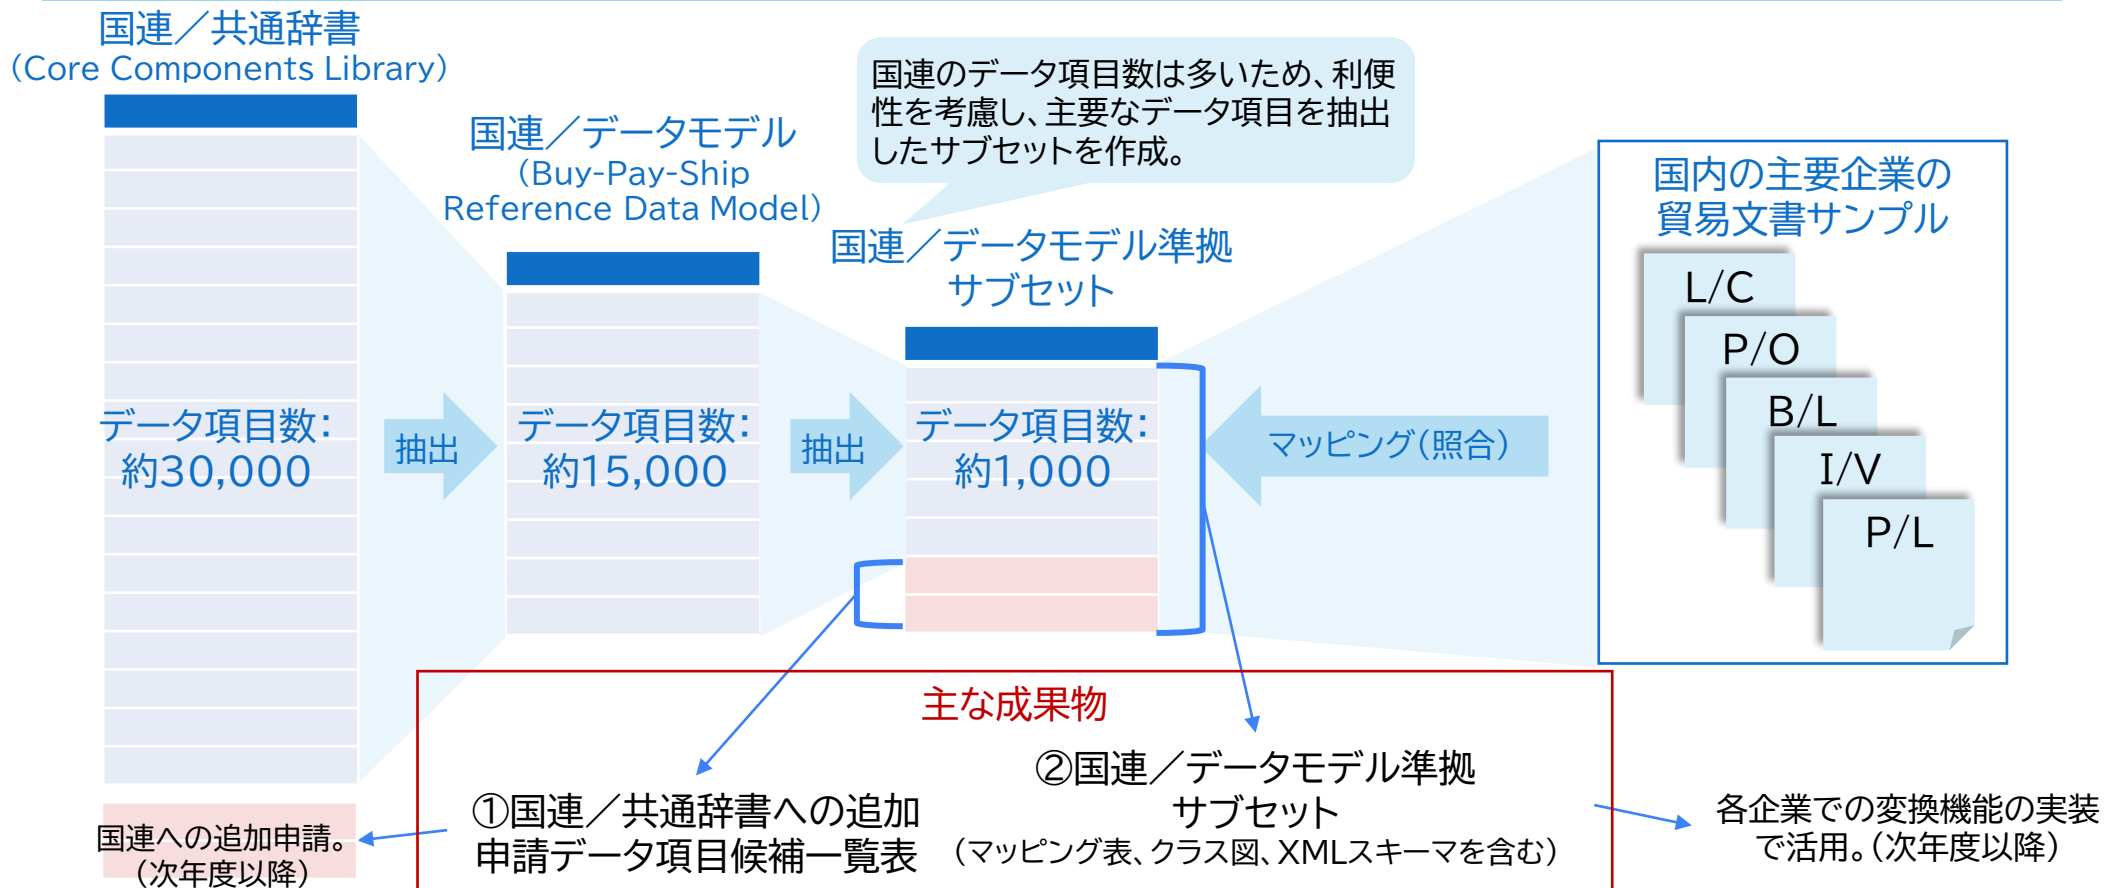 国連／共通辞書
（Core Components Library）
データ項目数：
約30,000
抽出
国連／データモデル
（Buy-Pay-Ship
Reference Data Model）
データ項目数：
約15,000
抽出
国連のデータ項目数は多いため、利便
性を考慮し、主要なデータ項目を抽出
したサブセットを作成。
国連／データモデル準拠
サブセット
データ項目数：
約1,000
マッピング（照合）
国内の主要企業の
貿易文書サンプル
L/C
P/O
B/L
I/V
P/L
主な成果物
①国連／共通辞書への追加
申請データ項目候補一覧表
②国連／データモデル準拠
サブセット
（マッピング表、クラス図、XMLスキーマを含む）
国連への追加申請。
（次年度以降）
各企業での変換機能の実装
で活用。（次年度以降）